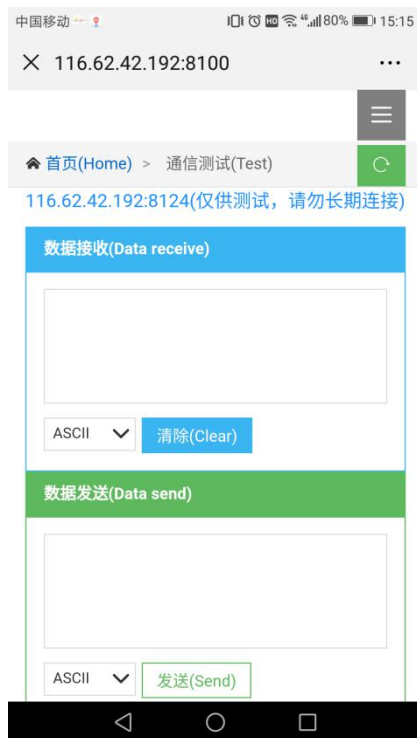 中国移动 HD 46 80% 15:15
116.62.42.192:8100
首页(Home) > 通信测试(Test)
116.62.42.192:8124(仅供测试，请勿长期连接)
数据接收(Data receive)
ASCII 清除(Clear)
数据发送(Data send)
ASCII 发送(Send)